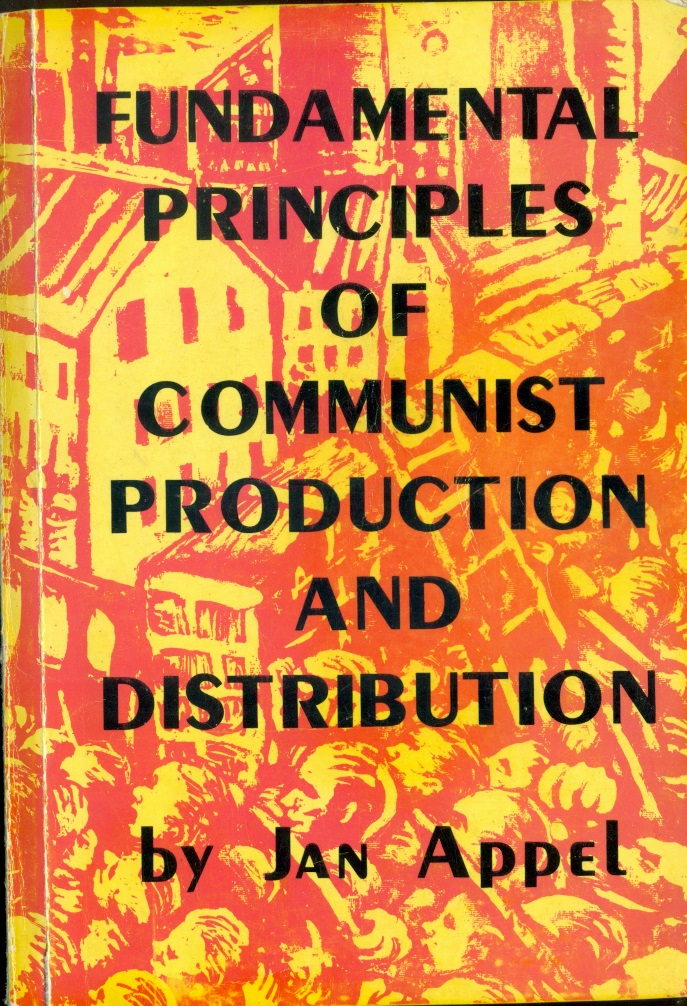 FUNDAMENTAL
PRINCIPLES
OF
COMMUNIST
PRODUCTION
AND
DISTRIBUTION
by JAN Appel